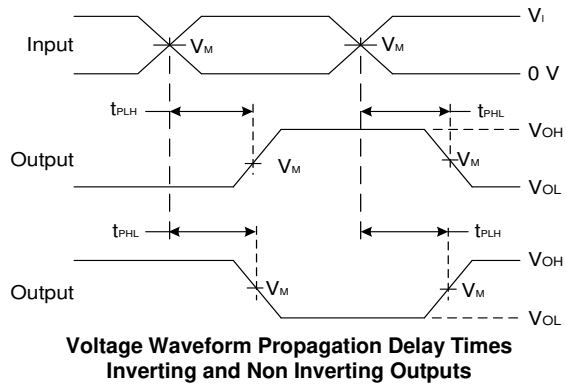 VI
Input
VM
VM
0 V
tPLH
tPHL
VOH
Output
VM
VM
VOL
tPHL
tPLH
VOH
Output
VM
VM
VOL
Voltage Waveform Propagation Delay Times
Inverting and Non Inverting Outputs